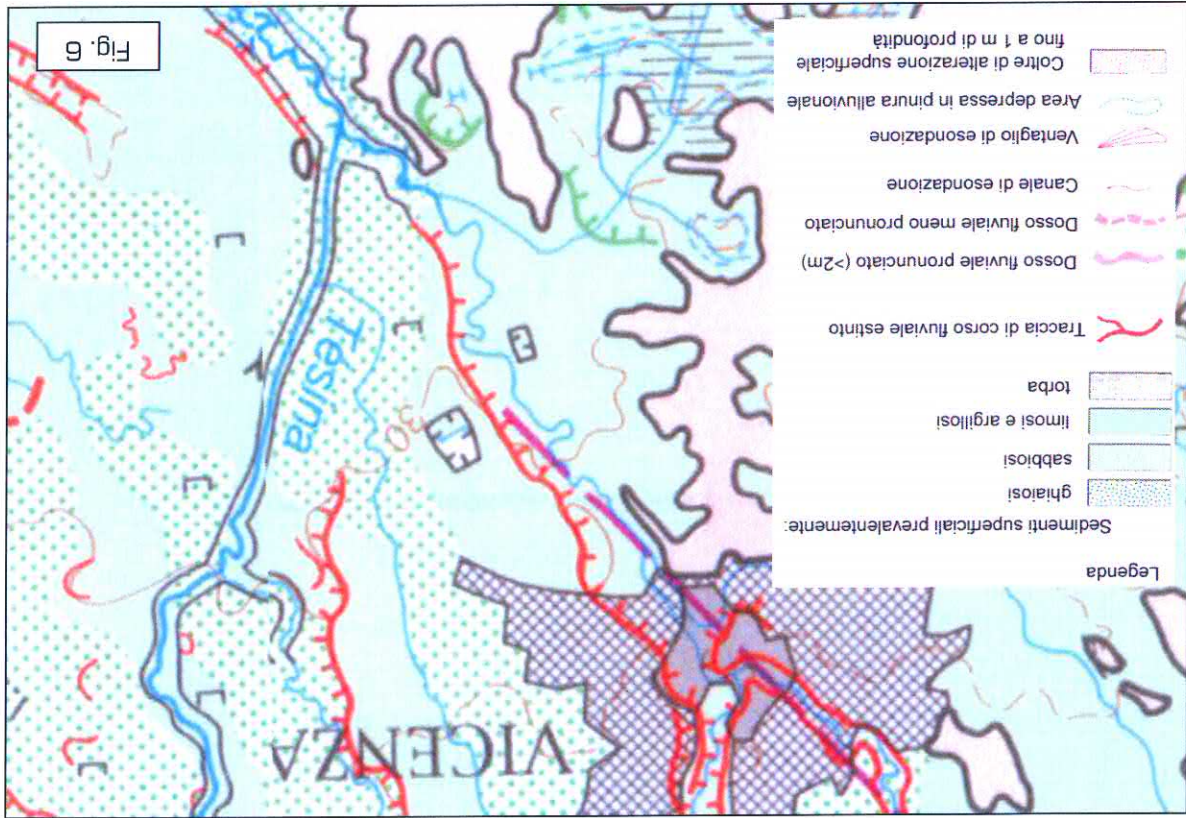 VICENZA
Tesina
30
Legenda
Sedimenti superficiali prevalentemente:
ghiaiosi
sabbiosi
limosi e argillosi
torba
Traccia di corso fluviale estinto
Dosso fluviale pronunciato (>2m)
Dosso fluviale meno pronunciato
Canale di esondazione
Ventaglio di esondazione
Area depressa in pinura alluvionale
Coltre di alterazione superficiale
fino a 1 m di profondità
Fig. 6